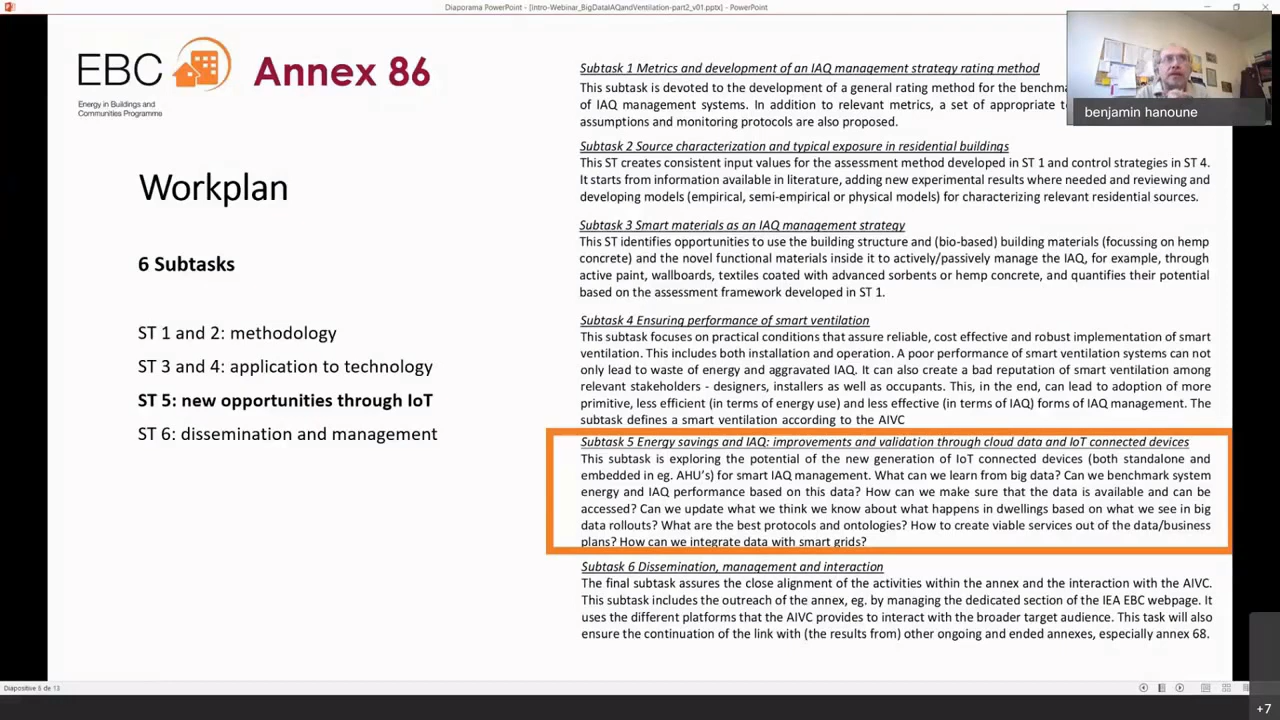 Diaporama PowerPoint - [Intro-Webinar_BigDataIAQandVentilation-part2_v01.pptx] - PowerPoint
EBC
Energy in Buildings and
Communities Programme
Annex 86
Workplan
6 Subtasks
ST 1 and 2: methodology
ST 3 and 4: application to technology
ST 5: new opportunities through IoT
ST 6: dissemination and management
Subtask 1 Metrics and development of an IAQ management strategy rating method
This subtask is devoted to the development of a general rating method for the benchma
of IAQ management systems. In addition to relevant metrics, a set of appropriate t
assumptions and monitoring protocols are also proposed.
Subtask 2 Source characterization and typical exposure in residential buildings
This ST creates consistent input values for the assessment method developed in ST 1 and control strategies in ST 4.
It starts from information available in literature, adding new experimental results where needed and reviewing and
developing models (empirical, semi-empirical or physical models) for characterizing relevant residential sources.
Subtask 3 Smart materials as an IAQ management strategy
This ST identifies opportunities to use the building structure and (bio-based) building materials (focussing on hemp
concrete) and the novel functional materials inside it to actively/passively manage the IAQ, for example, through
active paint, wallboards, textiles coated with advanced sorbents or hemp concrete, and quantifies their potential
based on the assessment framework developed in ST 1.
Subtask 4 Ensuring performance of smart ventilation
This subtask focuses on practical conditions that assure reliable, cost effective and robust implementation of smart
ventilation. This includes both installation and operation. A poor performance of smart ventilation systems can not
only lead to waste of energy and aggravated IAQ. It can also create a bad reputation of smart ventilation among
relevant stakeholders - designers, installers as well as occupants. This, in the end, can lead to adoption of more
primitive, less efficient (in terms of energy use) and less effective (in terms of IAQ) forms of IAQ management. The
subtask defines a smart ventilation according to the AIVC
Subtask 5 Energy savings and IAQ: improvements and validation through cloud data and IoT connected devices
This subtask is exploring the potential of the new generation of IoT connected devices (both standalone and
embedded in eg. AHU's) for smart IAQ management. What can we learn from big data? Can we benchmark system
energy and IAQ performance based on this data? How can we make sure that the data is available and can be
accessed? Can we update what we think we know about what happens in dwellings based on what we see in big
data rollouts? What are the best protocols and ontologies? How to create viable services out of the data/business
plans? How can we integrate data with smart grids?
Subtask 6 Dissemination, management and interaction
The final subtask assures the close alignment of the activities within the annex and the interaction with the AIVC.
This subtask includes the outreach of the annex, eg. by managing the dedicated section of the IEA EBC webpage. It
uses the different platforms that the AIVC provides to interact with the broader target audience. This task will also
ensure the continuation of the link with (the results from) other ongoing and ended annexes, especially annex 68.
benjamin hanoune
Diapositive 6 de 13
+7